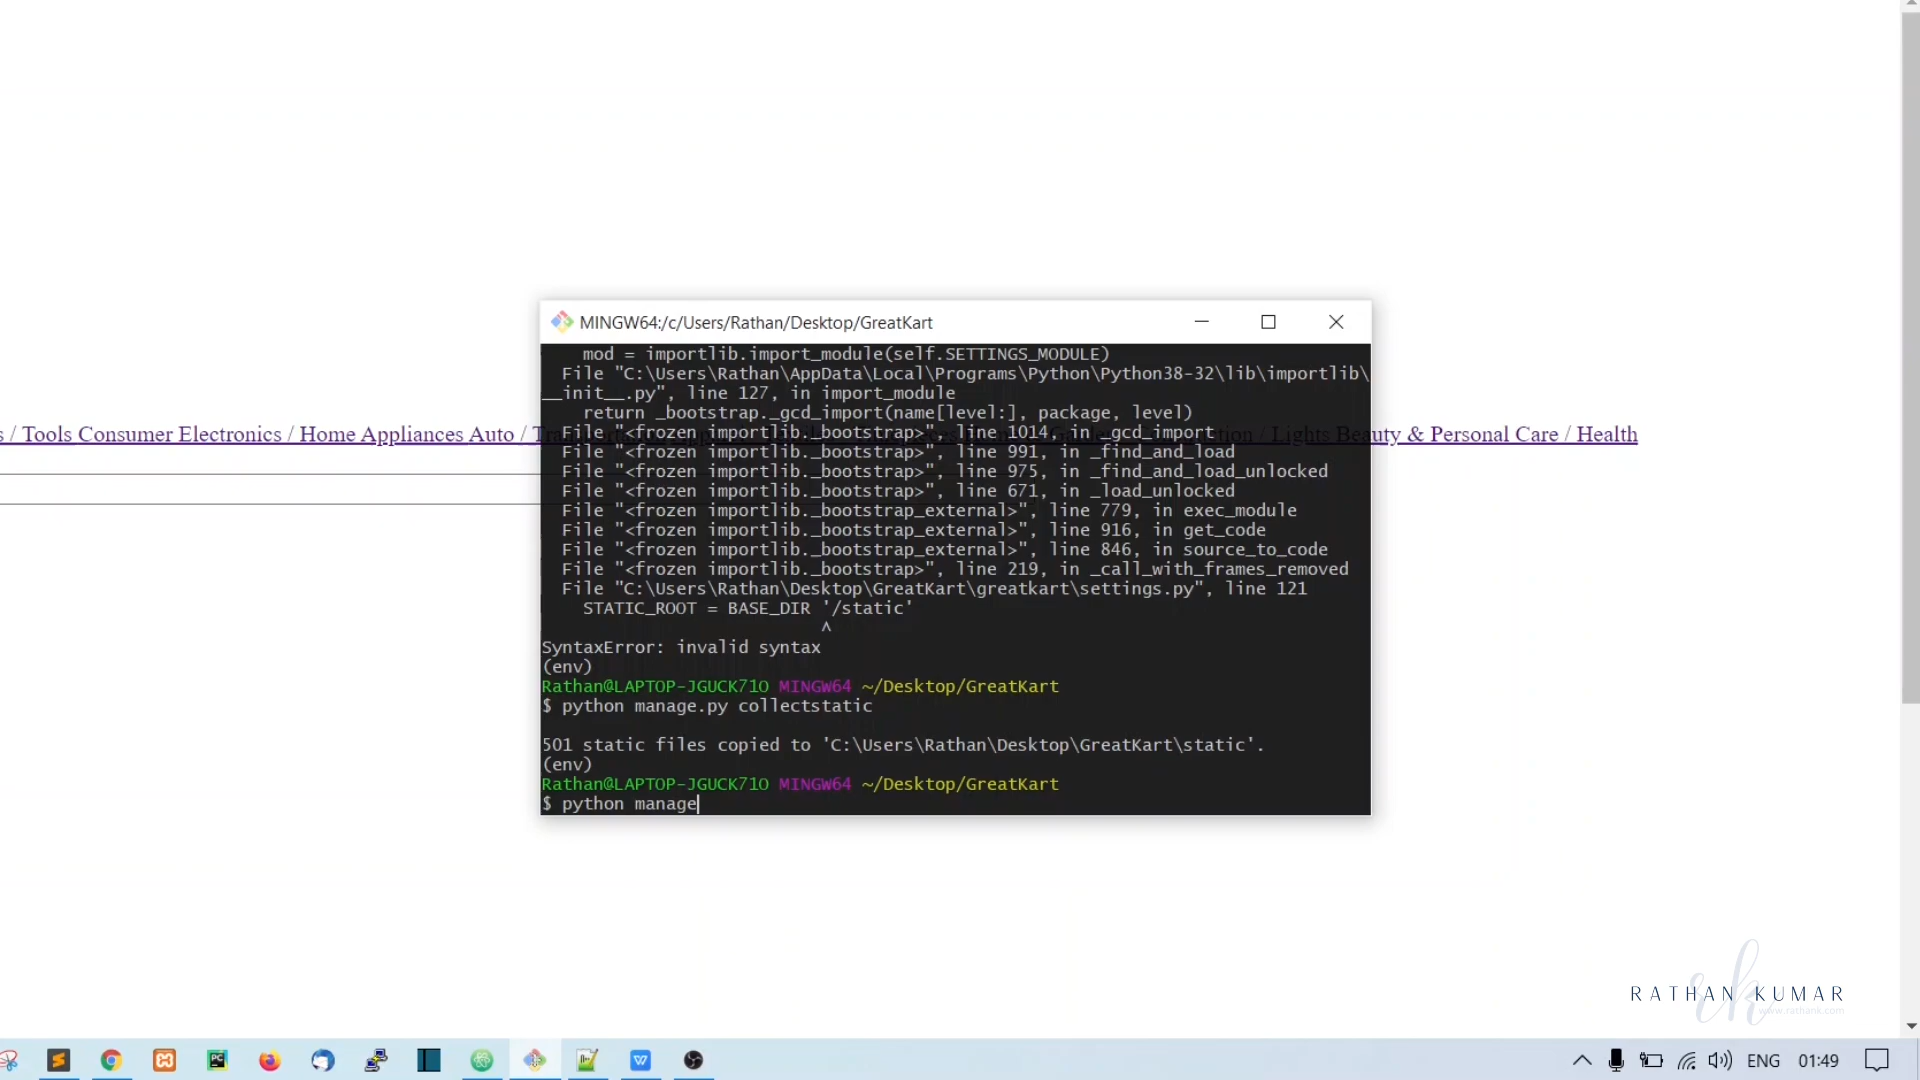 MINGW64:/c/Users/Rathan/Desktop/GreatKart
mod = importlib.import_module(self.SETTINGS_MODULE)
File "C:\Users\Rathan\AppData\Local\Programs\Python\Python38-32\lib\importlib\
__init__.py", line 127, in import_module
return _bootstrap._gcd_import(name[level:], package, level)
File "<frozen importlib._bootstrap>", line 1014, in _gcd_import
s / Tools Consumer Electronics / Home Appliances Auto / / Lights Beauty & Personal Care / Health
File "<frozen importlib._bootstrap>", line 991, in _find_and_load
File "<frozen importlib._bootstrap>", line 975, in _find_and_load_unlocked
File "<frozen importlib._bootstrap>", line 671, in _load_unlocked
File "<frozen importlib._bootstrap_external>", line 779, in exec_module
File "<frozen importlib._bootstrap_external>", line 916, in get_code
File "<frozen importlib._bootstrap_external>", line 846, in source_to_code
File "<frozen importlib._bootstrap>", line 219, in _call_with_frames_removed
File "C:\Users\Rathan\Desktop\GreatKart\greatkart\settings.py", line 121
STATIC_ROOT = BASE_DIR '/static'
^
SyntaxError: invalid syntax
(env)
Rathan@LAPTOP-JGUCK71O MINGW64 ~/Desktop/GreatKart
$ python manage.py collectstatic
501 static files copied to 'C:\Users\Rathan\Desktop\GreatKart\static'.
(env)
Rathan@LAPTOP-JGUCK71O MINGW64 ~/Desktop/GreatKart
$ python manage
RATHAN KUMAR
www.rathank.com
ENG 01:49